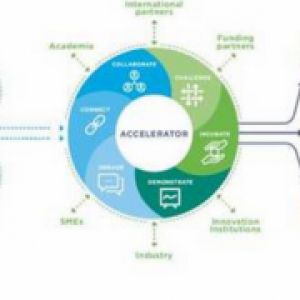 International
partners
Academia
Funding
partners
COLLABORATE
CHALLENGE
CONNECT
ACCELERATOR
INCUBATE
ENGAGE
DEMONSTRATE
SMEs
Innovation
Institutions
Industry